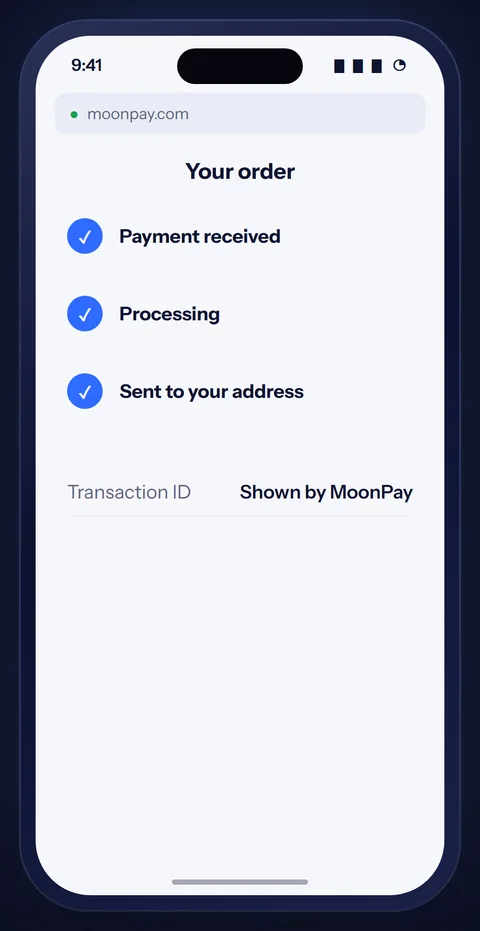 9:41
moonpay.com
Your order
Payment received
Processing
Sent to your address
Transaction ID Shown by MoonPay